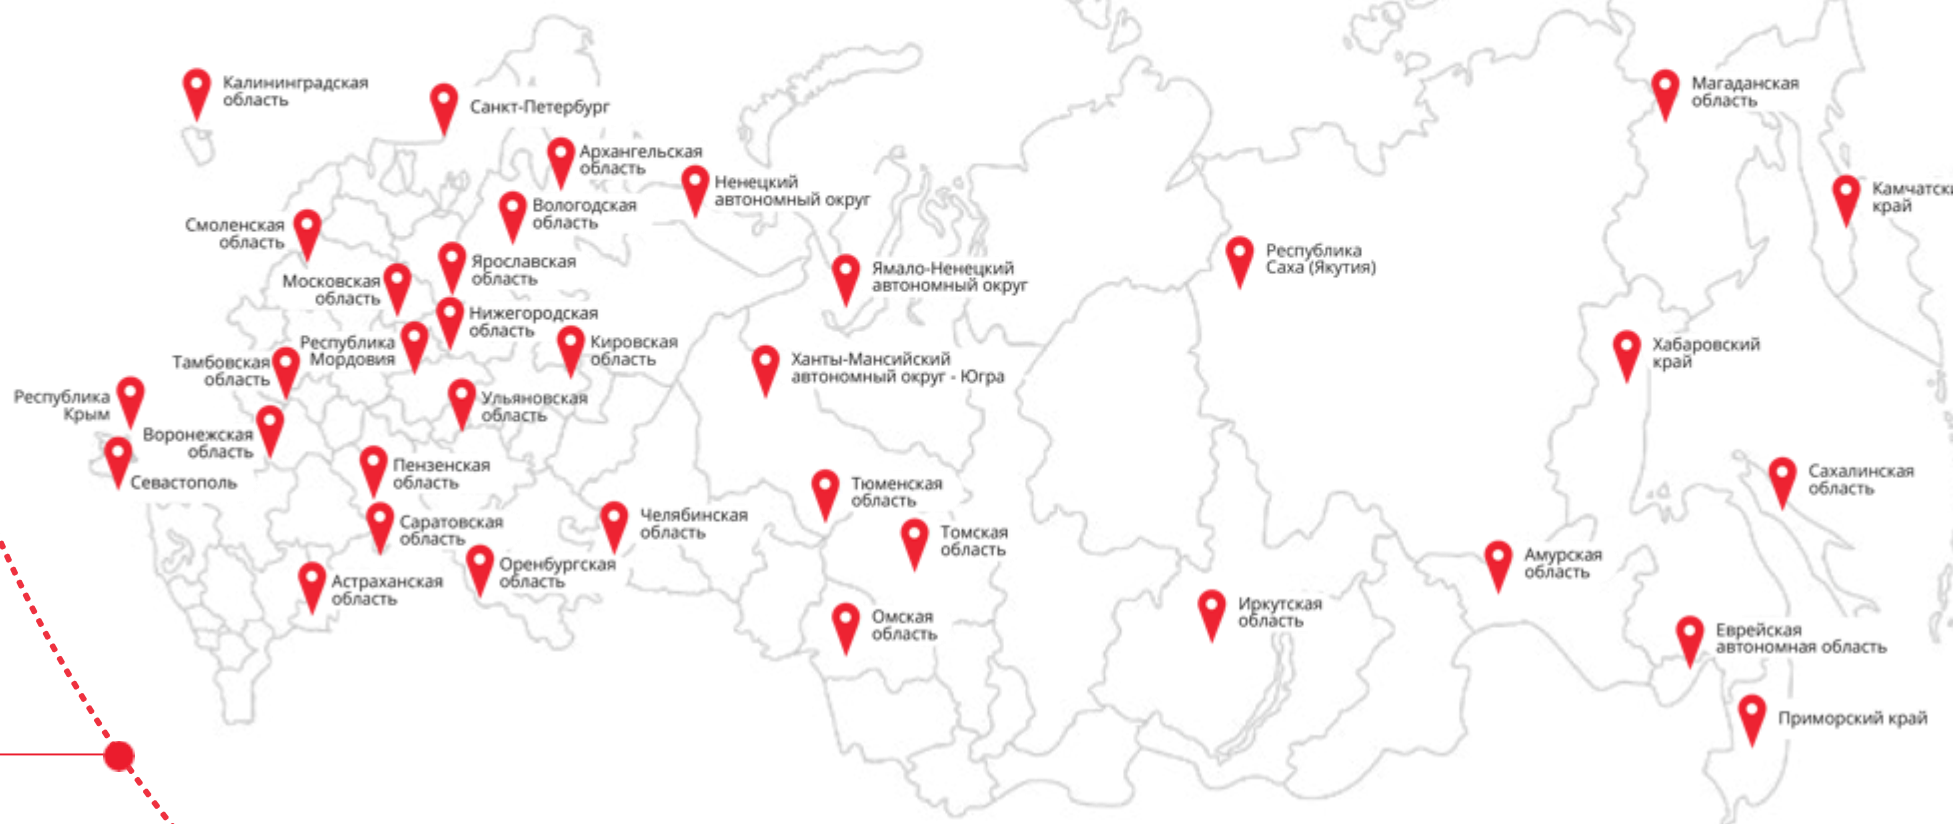 Калининградская
область
Санкт-Петербург
Магаданская
область
Архангельская
область
Ненецкий
автономный округ
Камчатски
край
Вологодская
область
Смоленская
область
Ярославская
область
Республика
Саха (Якутия)
Московская
область
Ямало-Ненецкий
автономный округ
Нижегородская
область
Республика
Мордовия
Кировская
область
Хабаровский
край
Тамбовская
область
Ханты-Мансийский
автономный округ - Югра
Республика
Крым
Ульяновская
область
Воронежская
область
Пензенская
область
Севастополь
Тюменская
область
Сахалинская
область
Саратовская
область
Челябинская
область
Томская
область
Оренбургская
область
Амурская
область
Астраханская
область
Омская
область
Иркутская
область
Еврейская
автономная область
Приморский край